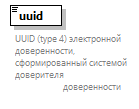 uuid
UUID (type 4) электронной
доверенности,
сформированный системой
доверителя
доверенности